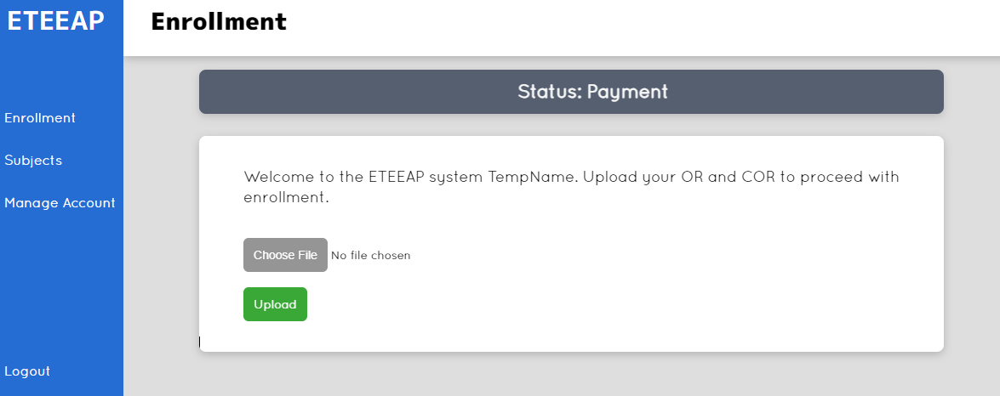 ETEEAP
Enrollment
Status: Payment
Enrollment
Subjects
Manage Account
Welcome to the ETEEAP system TempName. Upload your OR and COR to proceed with
enrollment.
Choose File No file chosen
Upload
Logout